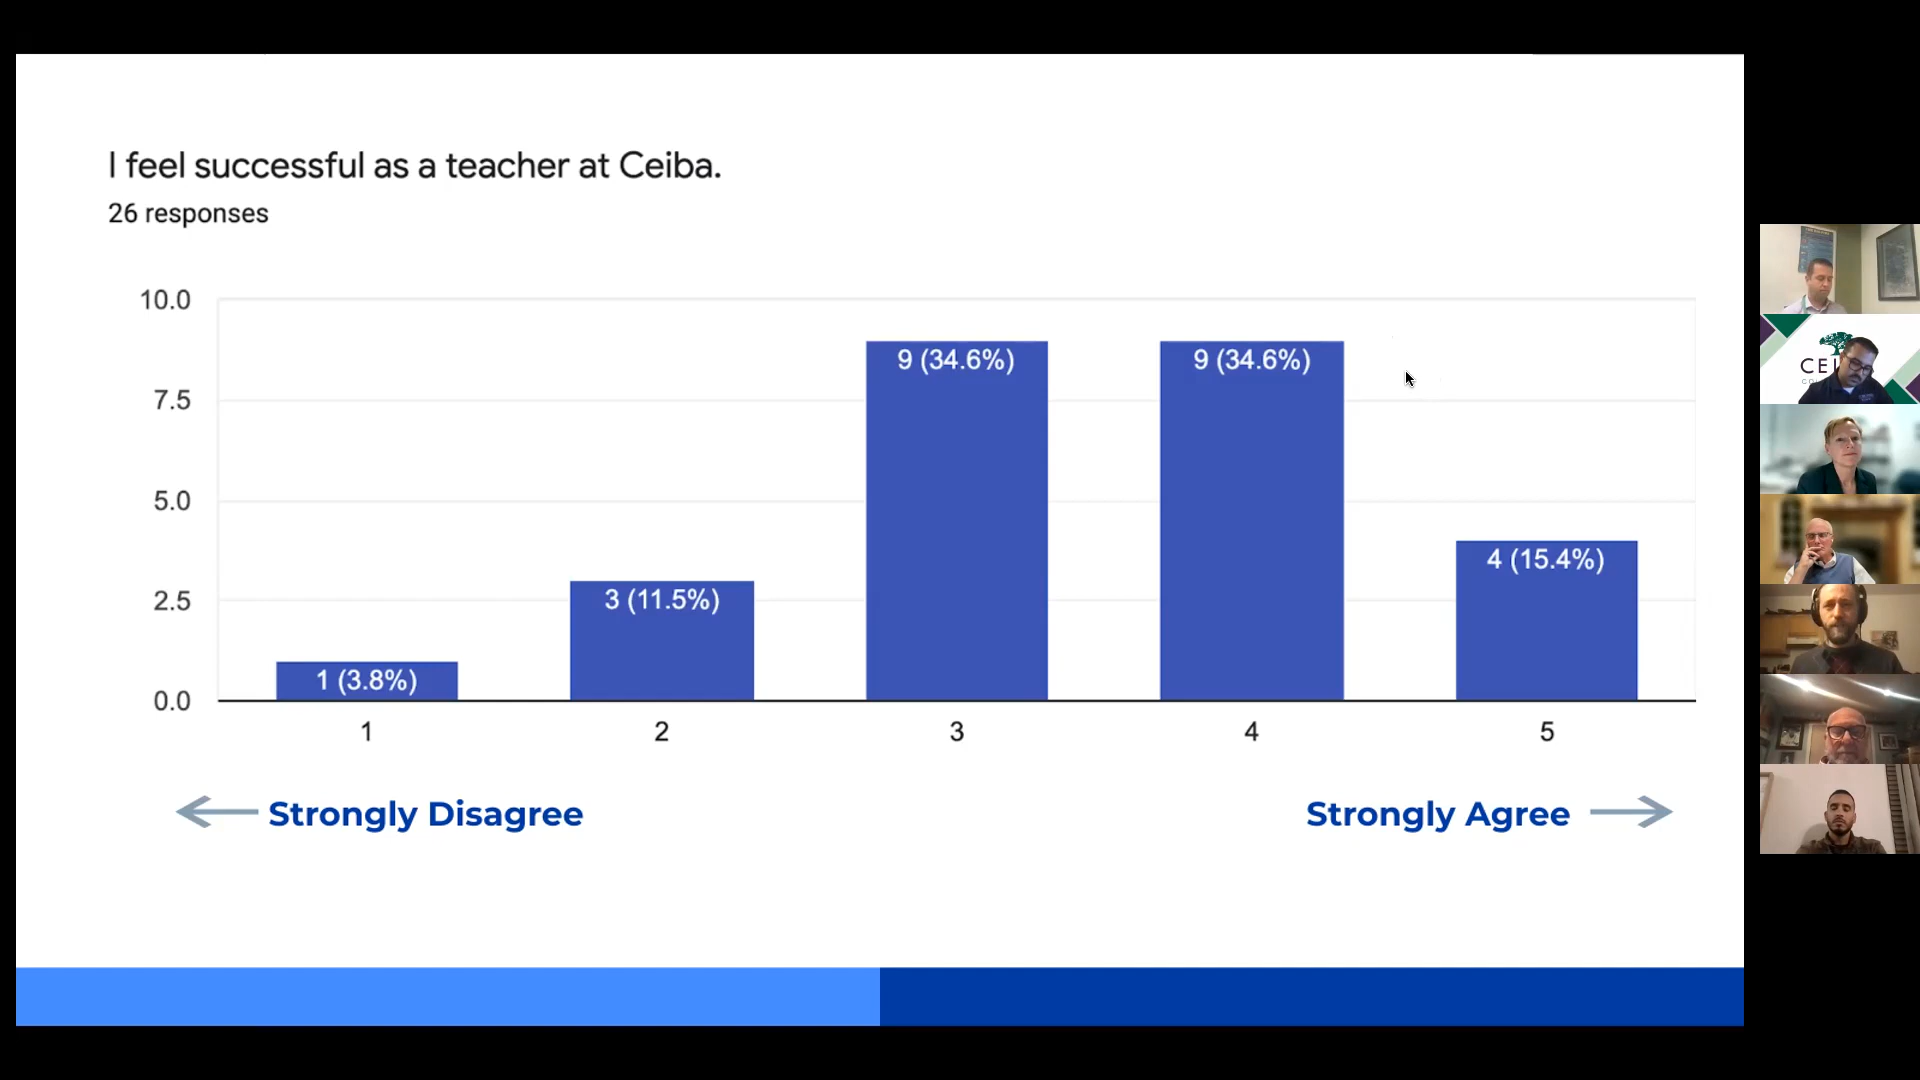 I feel successful as a teacher at Ceiba.
26 responses
10.0
7.5
5.0
2.5
0.0
1 (3.8%)
3 (11.5%)
9 (34.6%)
9 (34.6%)
4 (15.4%)
1 2 3 4 5
Strongly Disagree
Strongly Agree